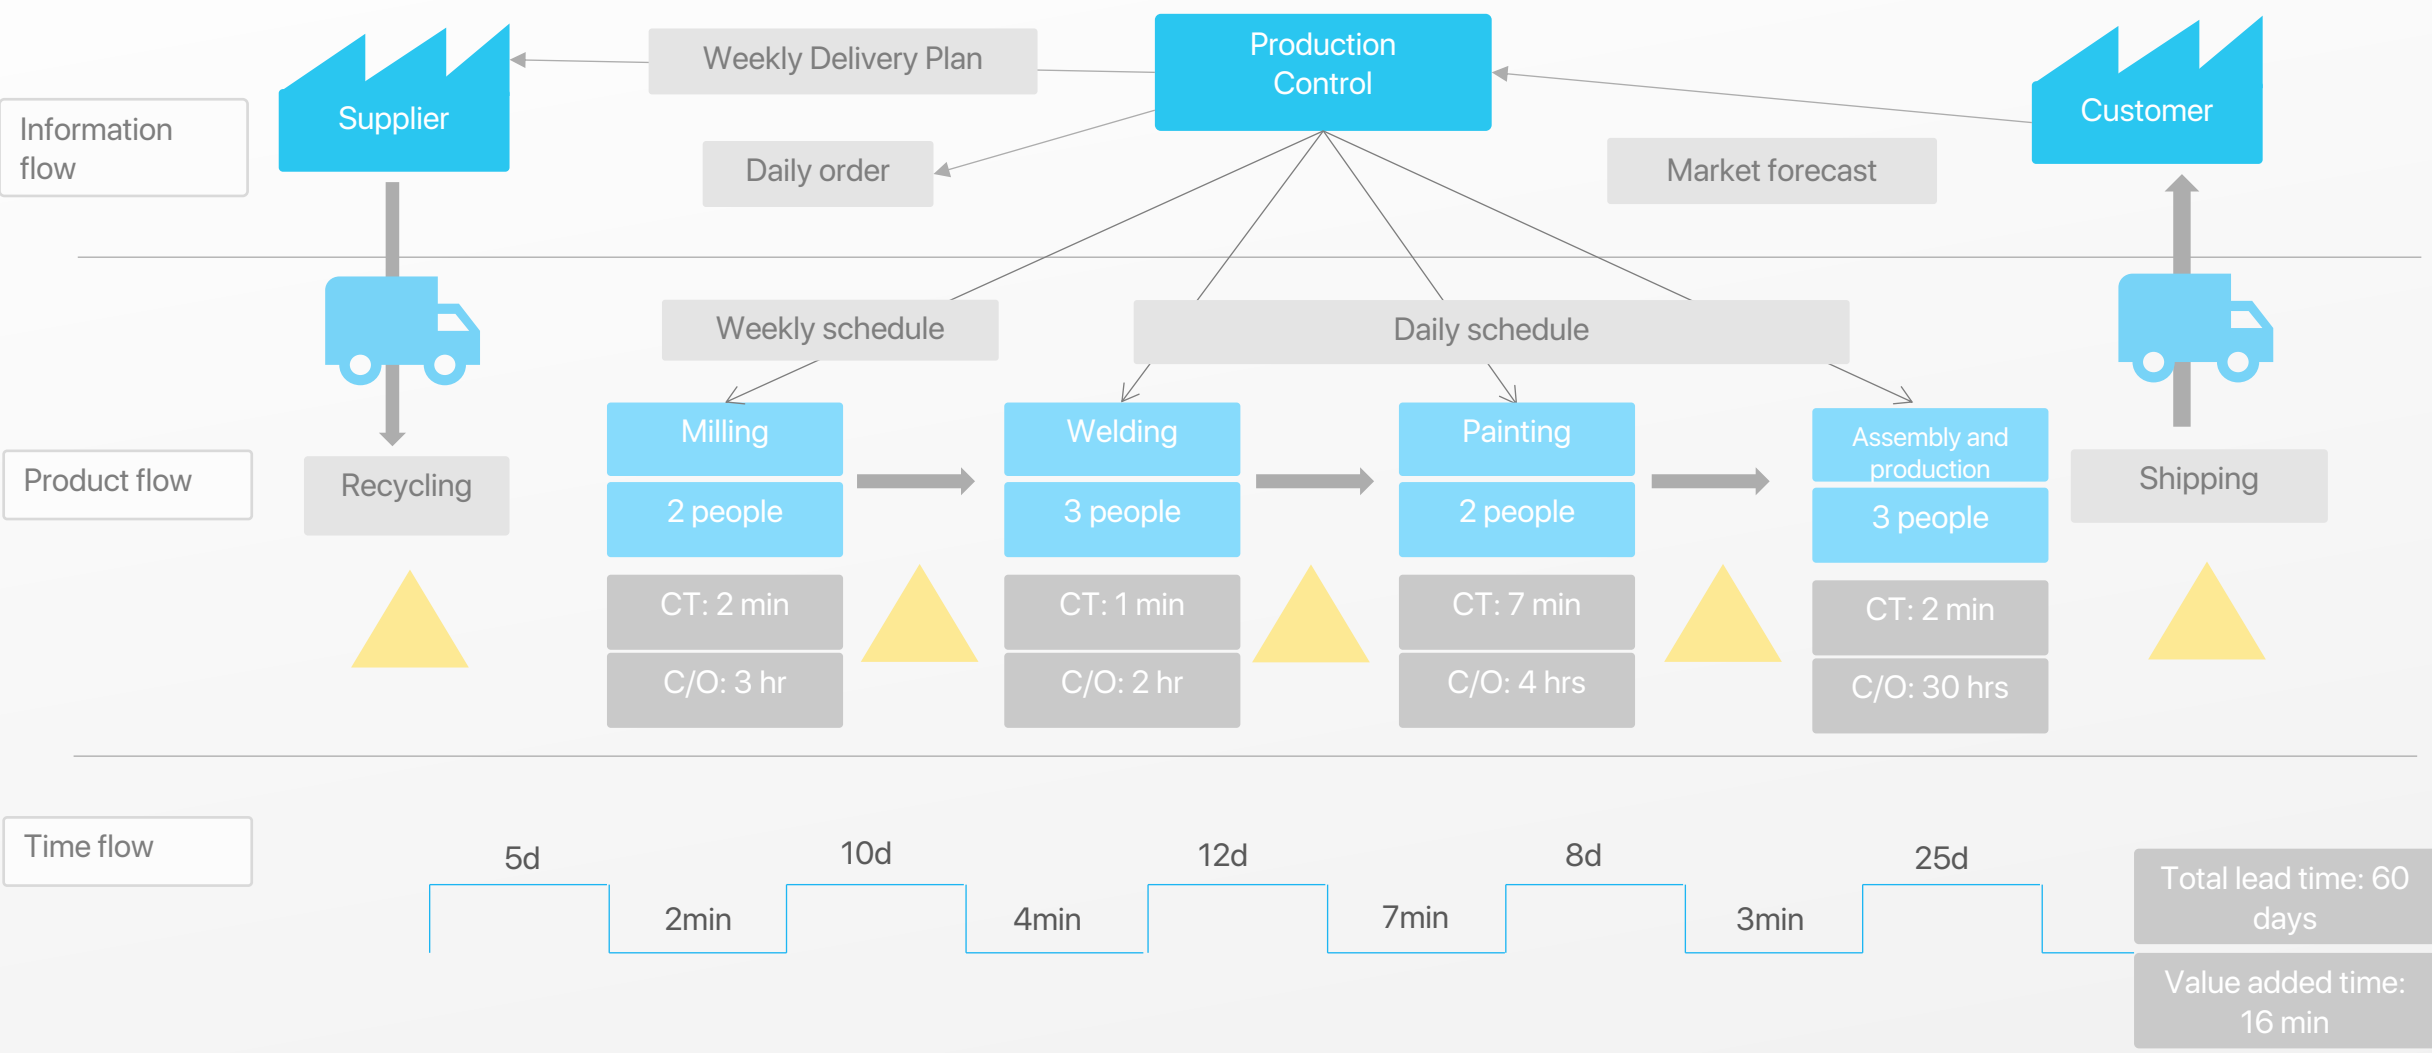 Information
flow
Supplier
Weekly Delivery Plan
Daily order
Production
Control
Market forecast
Customer
Weekly schedule
Daily schedule
Product flow
Recycling
Milling
2 people
CT: 2 min
C/O: 3 hr
Welding
3 people
CT: 1 min
C/O: 2 hr
Painting
2 people
CT: 7 min
C/O: 4 hrs
Assembly and
production
3 people
CT: 2 min
C/O: 30 hrs
Shipping
Time flow
5d
2min
10d
4min
12d
7min
8d
3min
25d
Total lead time: 60
days
Value added time:
16 min